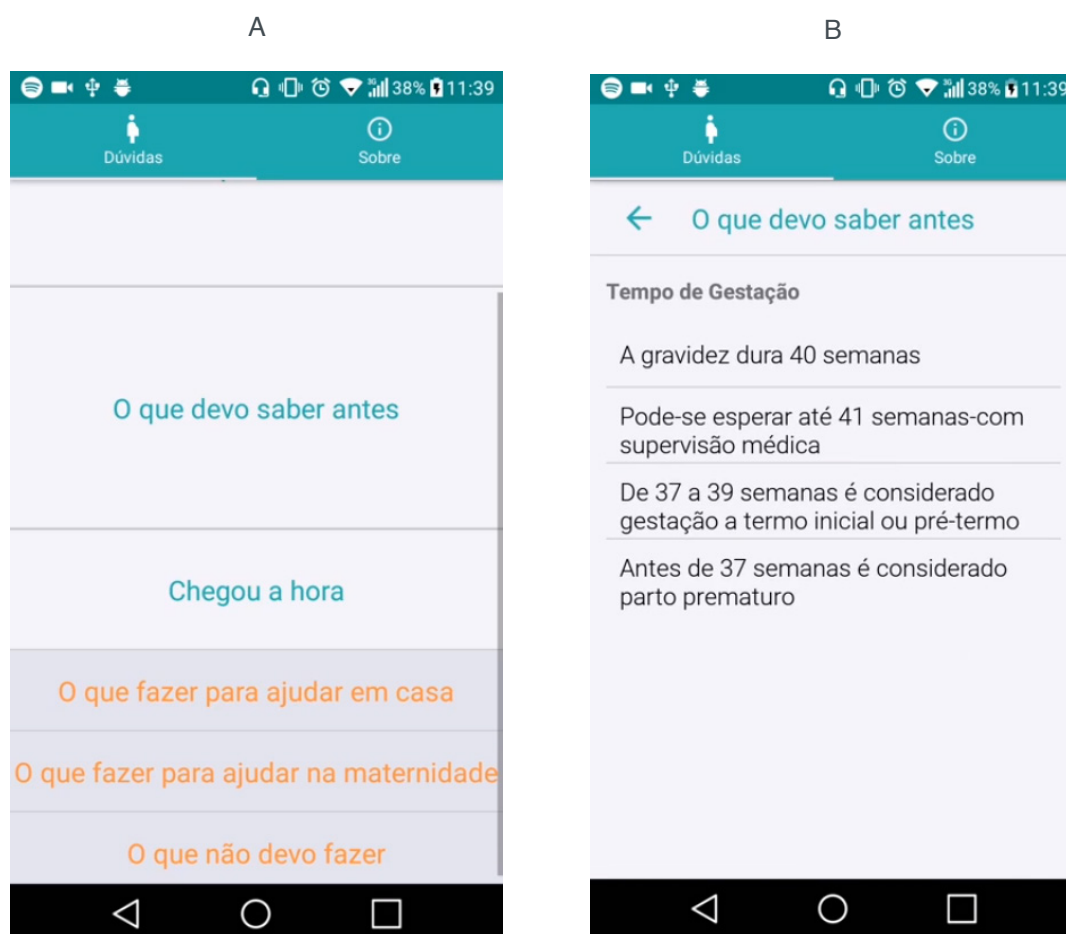 A
38% 11:39
Dúvidas
Sobre
O que devo saber antes
Chegou a hora
O que fazer para ajudar em casa
O que fazer para ajudar na maternidade
O que não devo fazer
B
3G 38% 11:39
Dúvidas
Sobre
O que devo saber antes
Tempo de Gestação
A gravidez dura 40 semanas
Pode-se esperar até 41 semanas-com
supervisão médica
De 37 a 39 semanas é considerado
gestação a termo inicial ou pré-termo
Antes de 37 semanas é considerado
parto prematuro